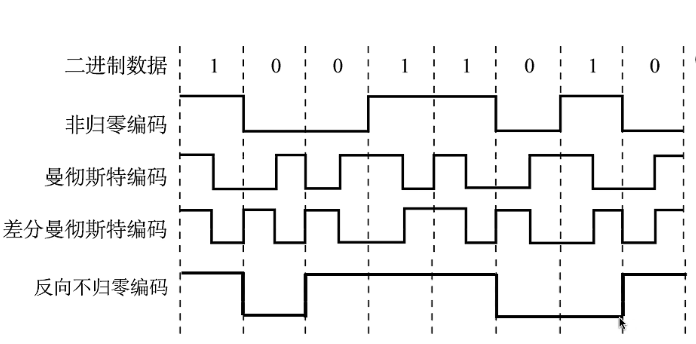 二进制数据 1 0 0 1 1 0 1 0
非归零编码
曼彻斯特编码
差分曼彻斯特编码
反向不归零编码